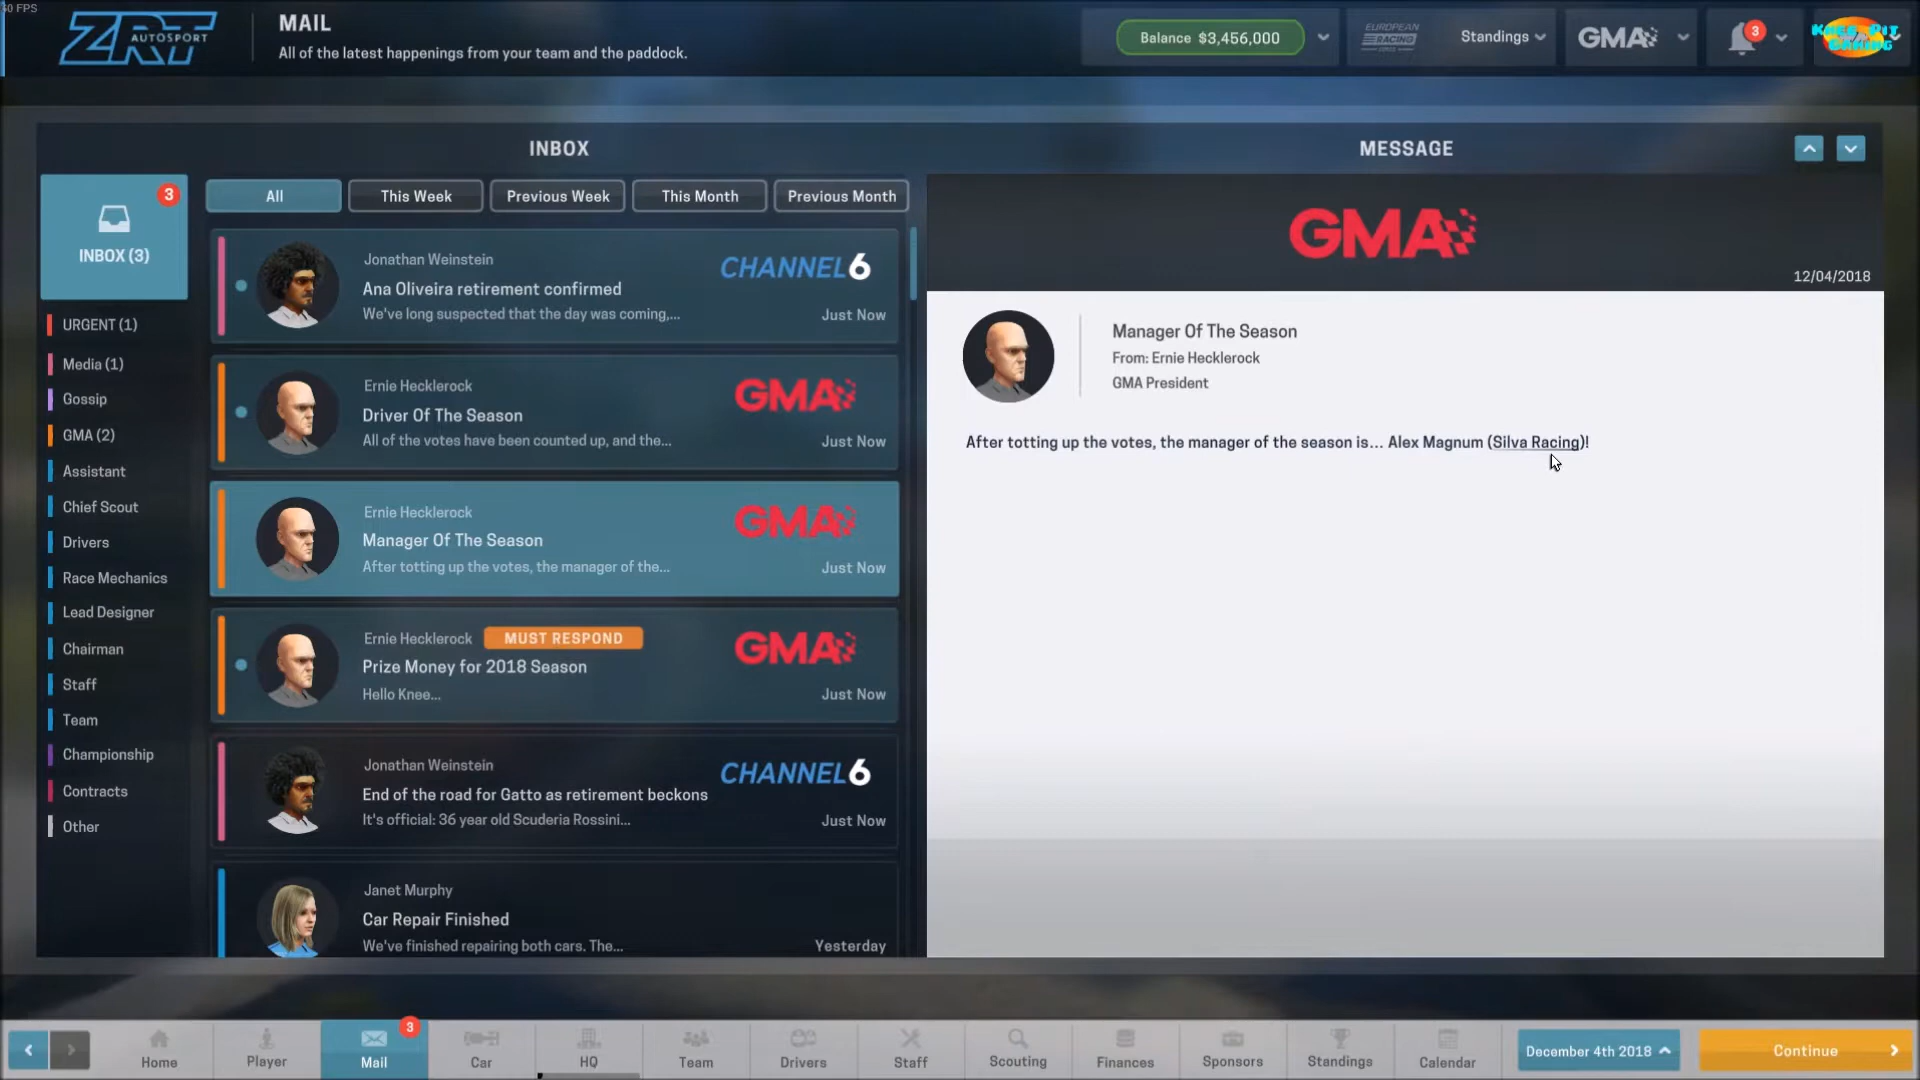 60 FPS
ZRT AUTOSPORT
MAIL
All of the latest happenings from your team and the paddock.
Balance $3,456,000
EUROPEAN RACING SERIES
Standings
GMA
3
Knee Pit Gaming
INBOX
MESSAGE
3
INBOX (3)
All
This Week
Previous Week
This Month
Previous Month
URGENT (1)
Media (1)
Gossip
GMA (2)
Assistant
Chief Scout
Drivers
Race Mechanics
Lead Designer
Chairman
Staff
Team
Championship
Contracts
Other
Jonathan Weinstein
CHANNEL6
Ana Oliveira retirement confirmed
We've long suspected that the day was coming,...
Just Now
Ernie Hecklerock
GMA
Driver Of The Season
All of the votes have been counted up, and the...
Just Now
Ernie Hecklerock
GMA
Manager Of The Season
After totting up the votes, the manager of the...
Just Now
Ernie Hecklerock
MUST RESPOND
GMA
Prize Money for 2018 Season
Hello Knee...
Just Now
Jonathan Weinstein
CHANNEL6
End of the road for Gatto as retirement beckons
It's official: 36 year old Scuderia Rossini...
Just Now
Janet Murphy
Car Repair Finished
We've finished repairing both cars. The...
Yesterday
GMA
12/04/2018
Manager Of The Season
From: Ernie Hecklerock
GMA President
After totting up the votes, the manager of the season is... Alex Magnum (Silva Racing)!
Home
Player
Mail
3
Car
HQ
Team
Drivers
Staff
Scouting
Finances
Sponsors
Standings
Calendar
December 4th 2018
Continue